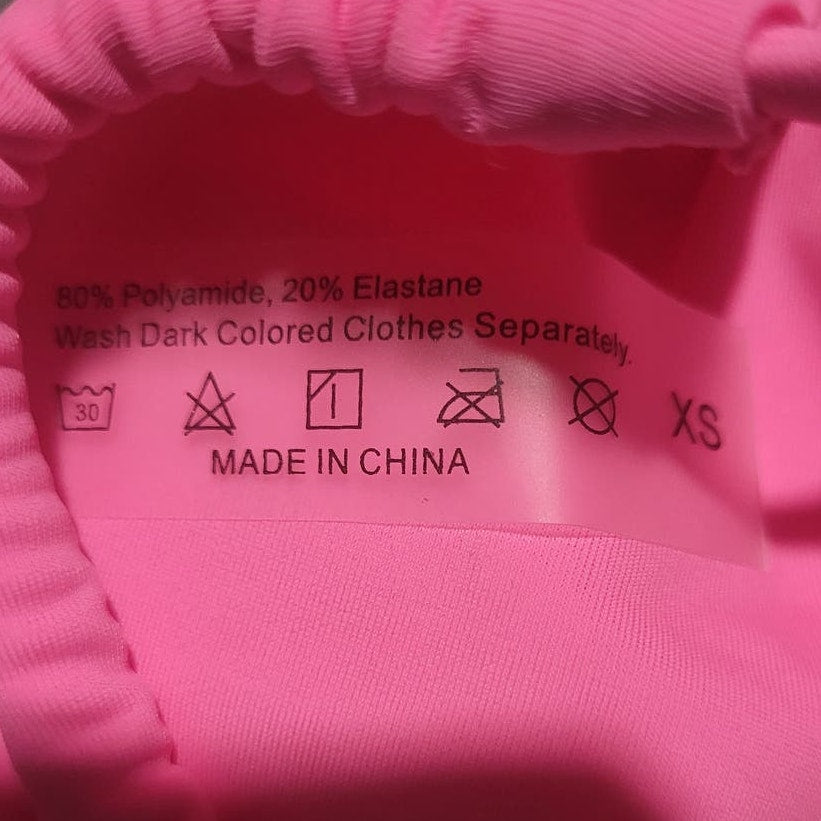 80% Polyamide, 20% Elastane
Wash Dark Colored Clothes Separately.
30 XS
MADE IN CHINA